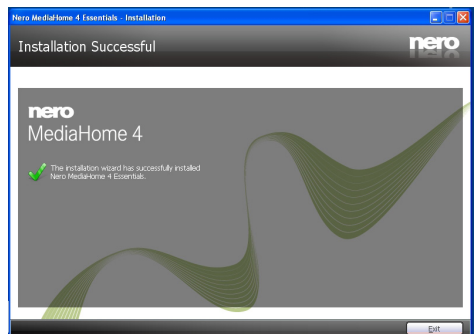 Nero MediaHome 4 Essentials - Installation
Installation Successful
nero
nero
MediaHome 4
The installation wizard has successfully installed
Nero MediaHome 4 Essentials.
Exit